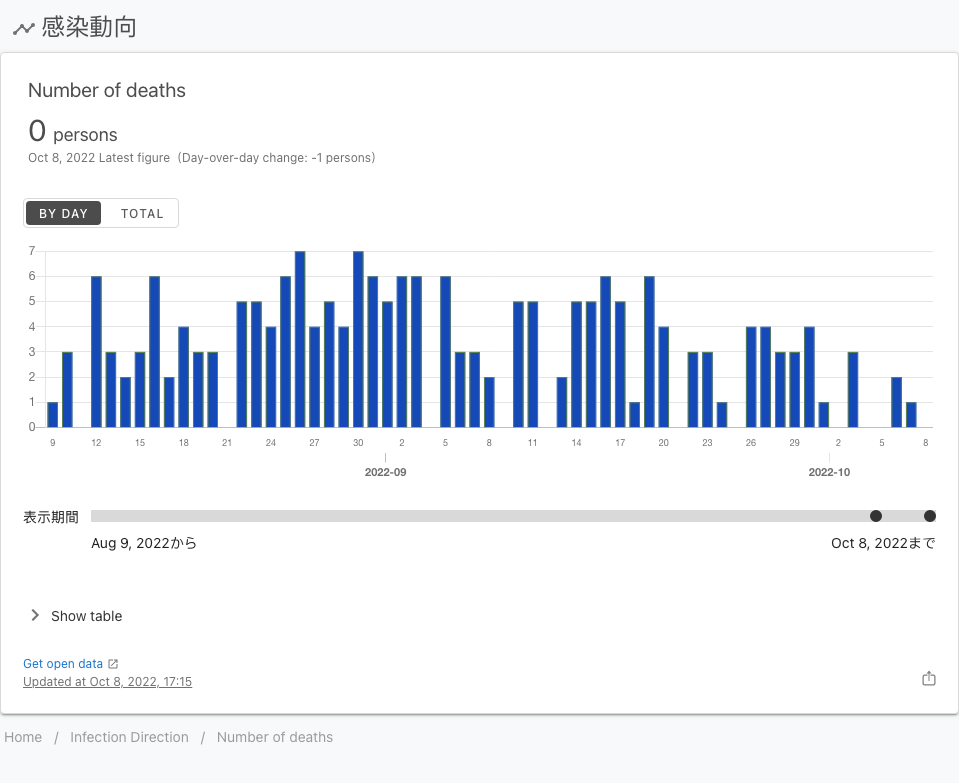 感染動向
Number of deaths
0 persons
Oct 8, 2022 Latest figure (Day-over-day change: -1 persons)
BY DAY TOTAL
7
6
5
4
3
2
1
0
9 12 15 18 21 24 27 30 2 5 8 11 14 17 20 23 26 29 2 5 8
2022-09 2022-10
表示期間
Aug 9, 2022から Oct 8, 2022まで
Show table
Get open data
Updated at Oct 8, 2022, 17:15
Home / Infection Direction / Number of deaths